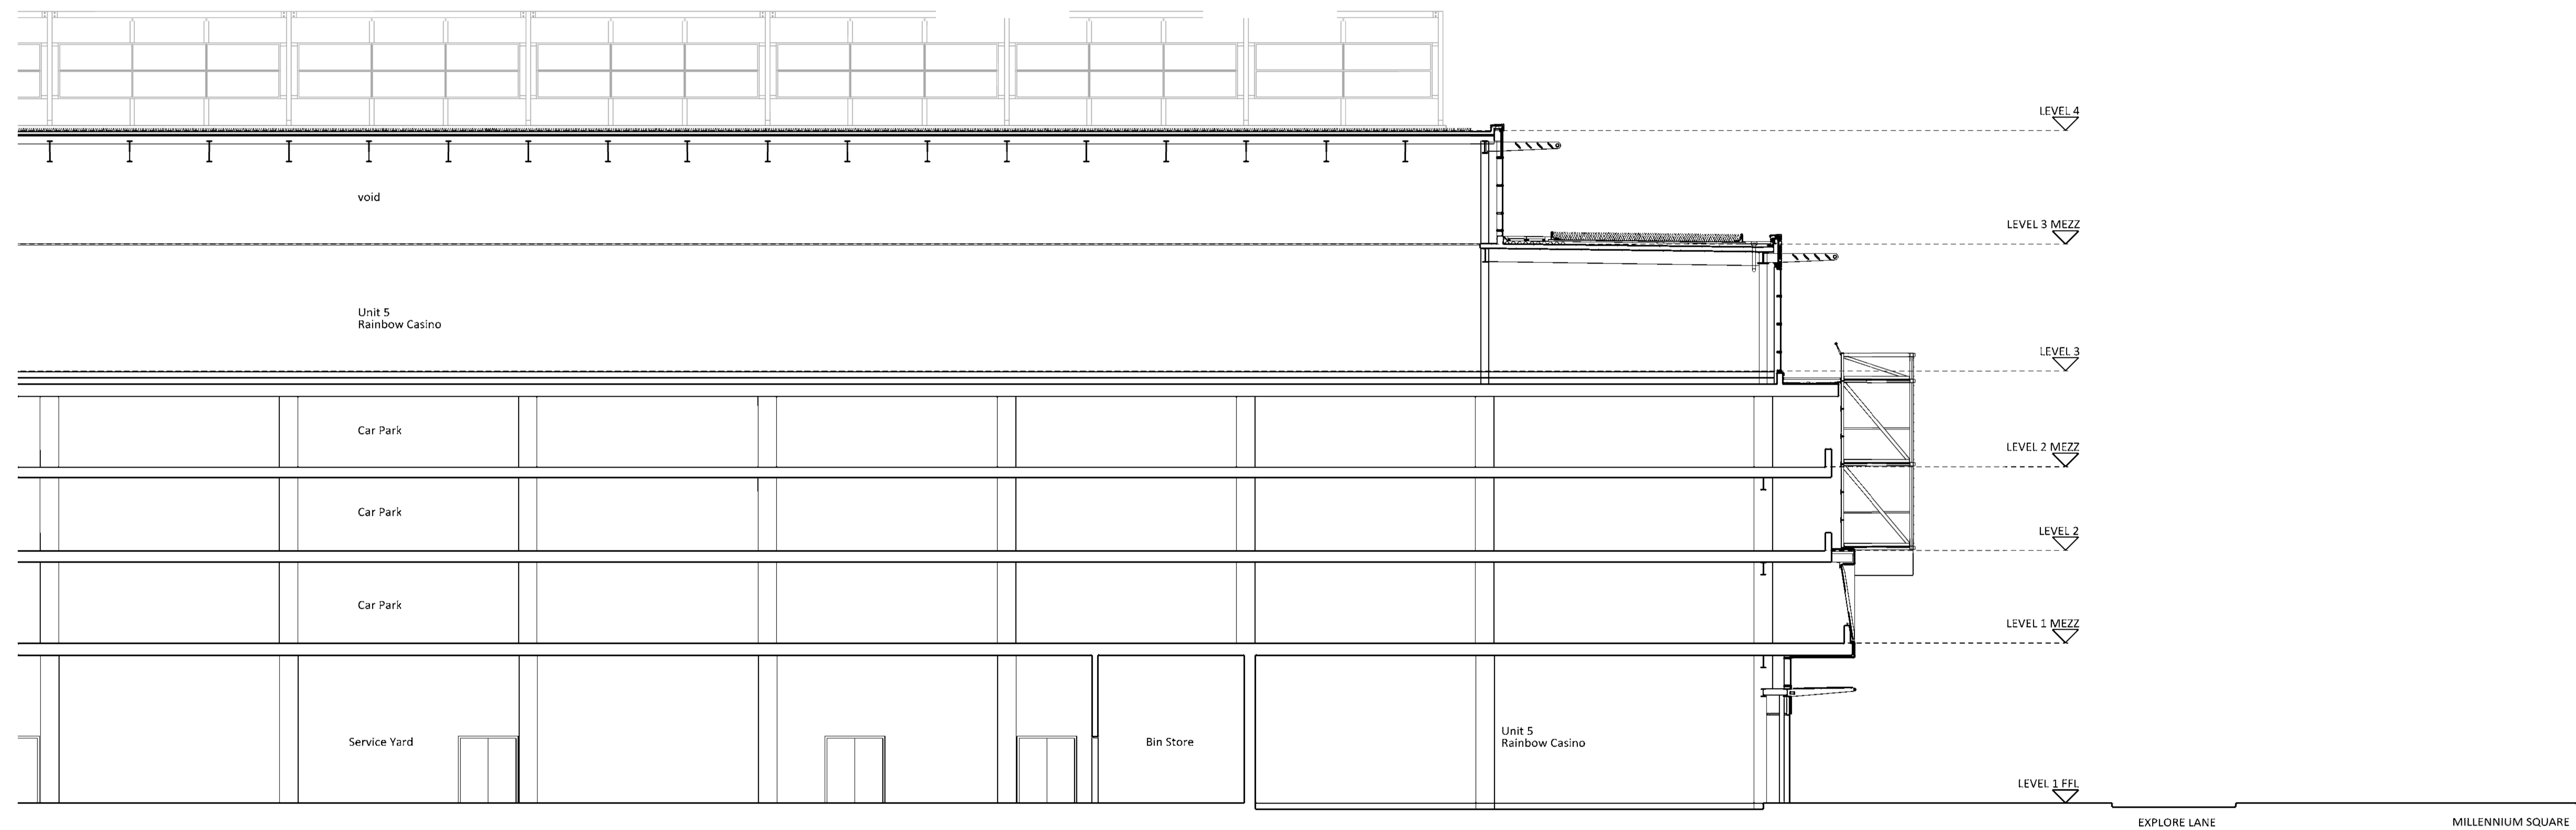 LEVEL 4
void
LEVEL 3 MEZZ
Unit 5
Rainbow Casino
LEVEL 3
Car Park
LEVEL 2 MEZZ
Car Park
LEVEL 2
Car Park
LEVEL 1 MEZZ
Service Yard
Bin Store
Unit 5
Rainbow Casino
LEVEL 1 FFL
EXPLORE LANE
MILLENNIUM SQUARE